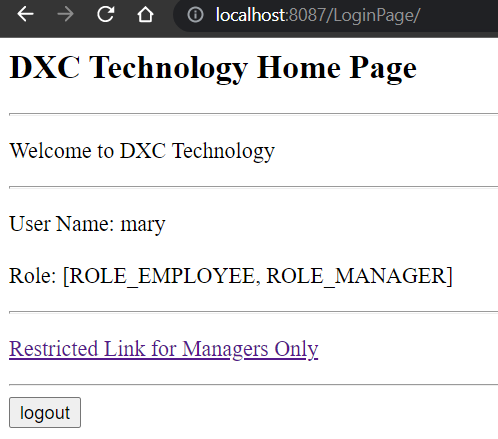 localhost:8087/LoginPage/
DXC Technology Home Page
Welcome to DXC Technology
User Name: mary
Role: [ROLE_EMPLOYEE, ROLE_MANAGER]
Restricted Link for Managers Only
logout